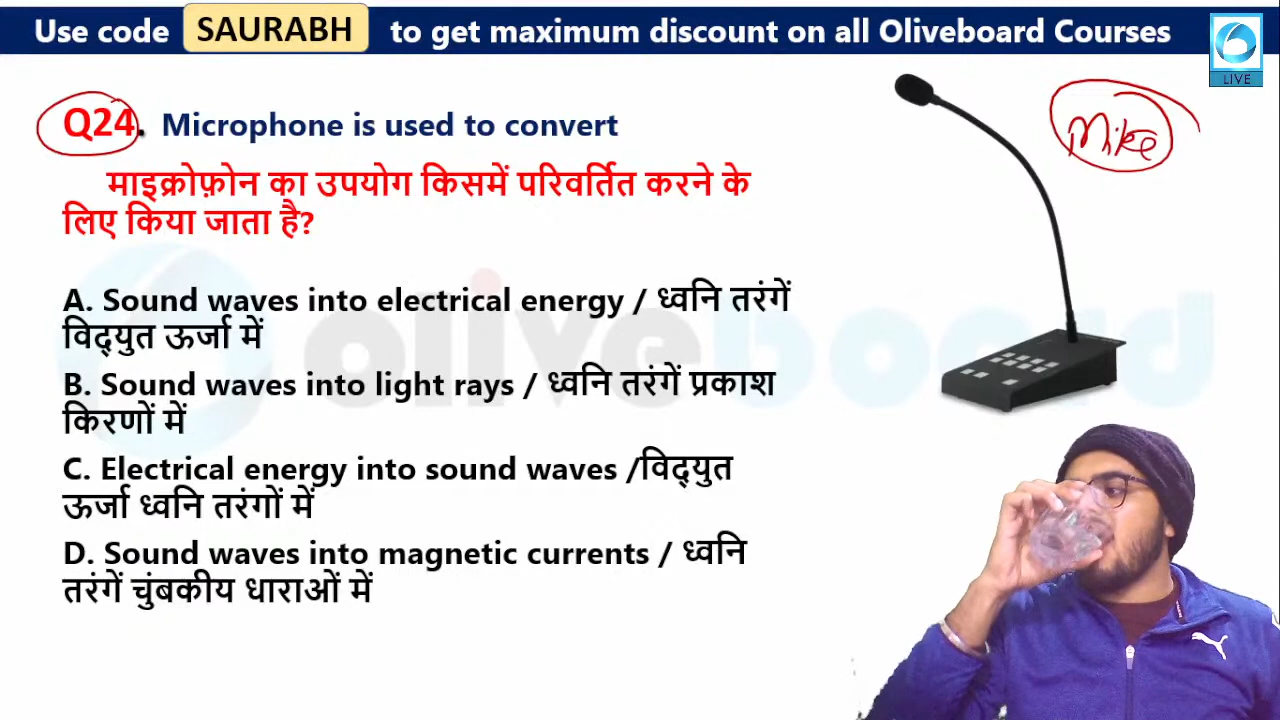 Use code SAURABH to get maximum discount on all Oliveboard Courses
LIVE
Q24. Microphone is used to convert
Mike
माइक्रोफ़ोन का उपयोग किसमें परिवर्तित करने के
लिए किया जाता है?
A. Sound waves into electrical energy / ध्वनि तरंगें
विद्युत ऊर्जा में
B. Sound waves into light rays / ध्वनि तरंगें प्रकाश
किरणों में
C. Electrical energy into sound waves /विद्युत
ऊर्जा ध्वनि तरंगों में
D. Sound waves into magnetic currents / ध्वनि
तरंगें चुंबकीय धाराओं में
oliveboard